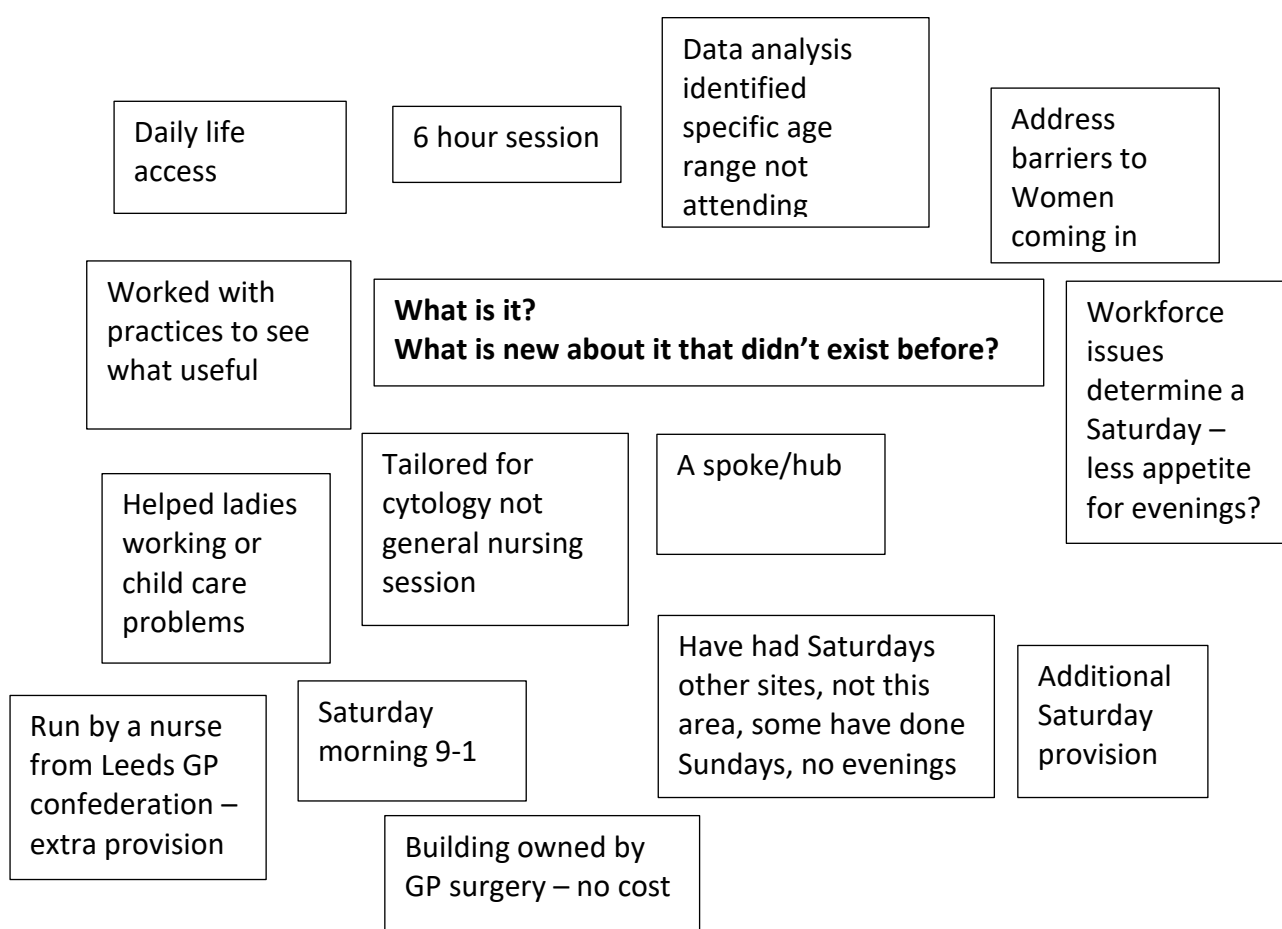 Data analysis
identified
specific age
range not
attending
Daily life
access
6 hour session
Address
barriers to
Women
coming in
Worked with
practices to see
what useful
What is it?
What is new about it that didn’t exist before?
Workforce
issues
determine a
Saturday –
less appetite
for evenings?
Helped ladies
working or
child care
problems
Tailored for
cytology not
general nursing
session
A spoke/hub
Have had Saturdays
other sites, not this
area, some have done
Sundays, no evenings
Additional
Saturday
provision
Run by a nurse
from Leeds GP
confederation –
extra provision
Saturday
morning 9-1
Building owned by
GP surgery – no cost